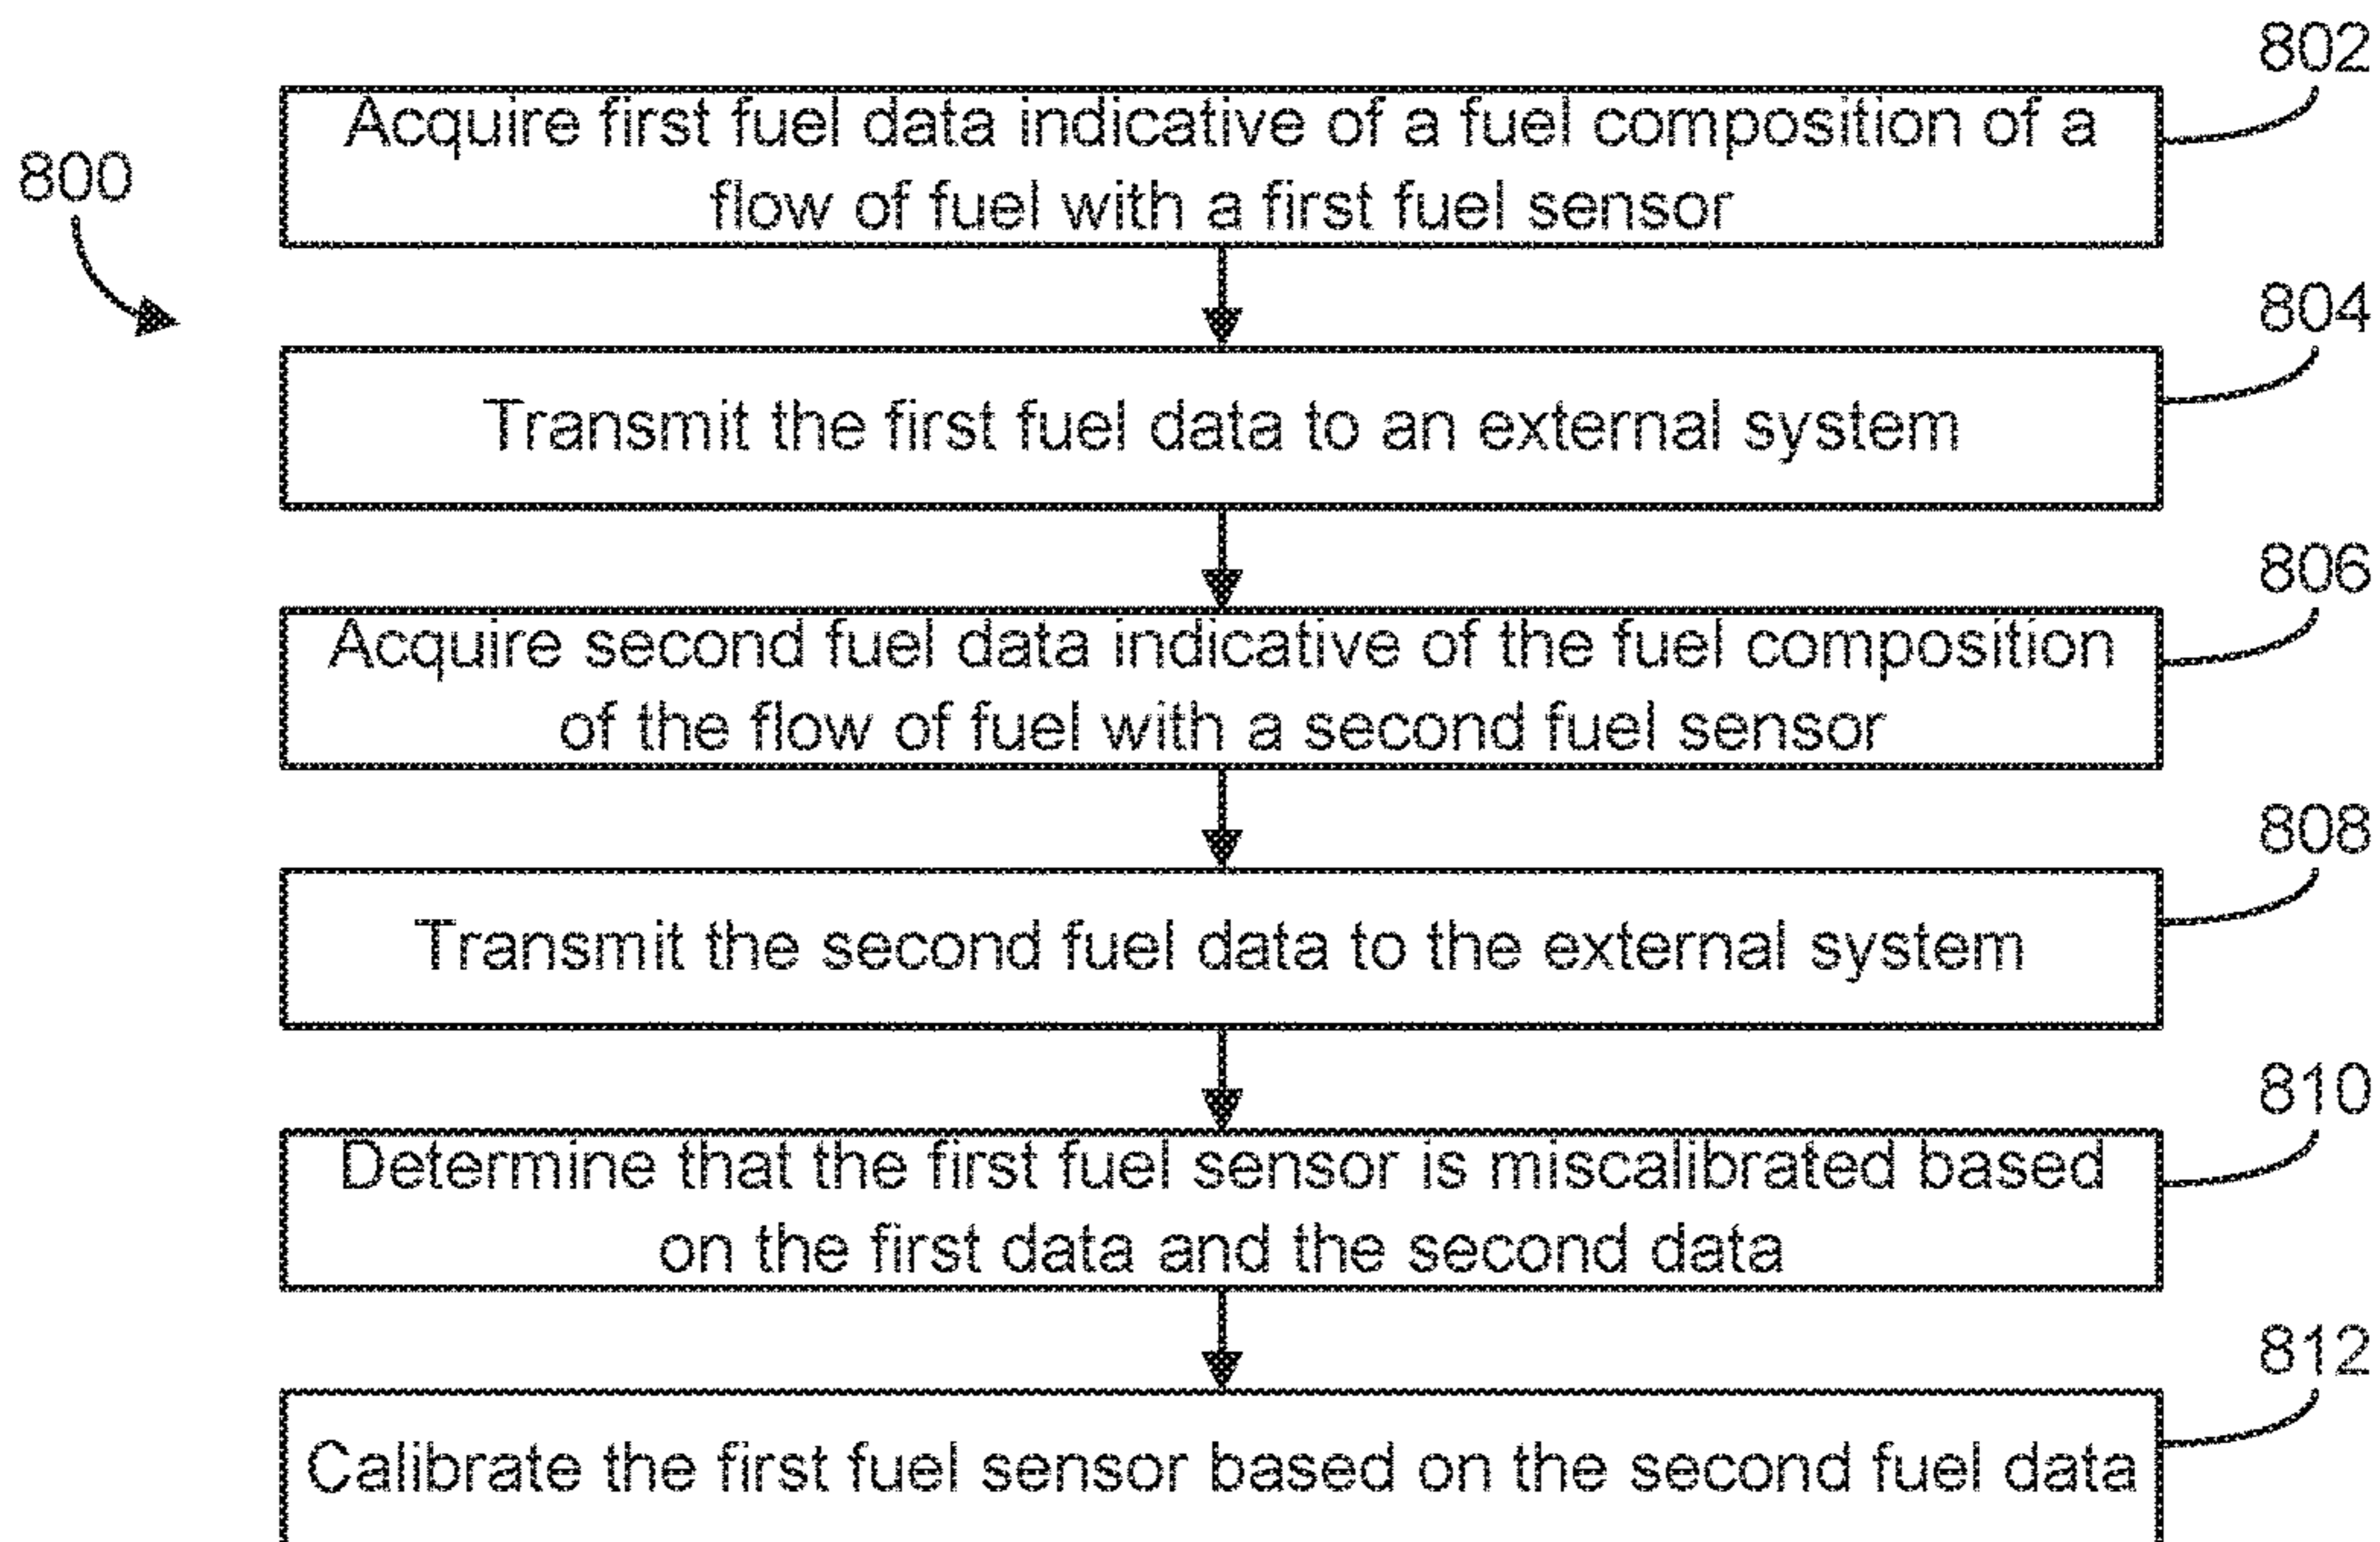 802
Acquire first fuel data indicative of a fuel composition of a
flow of fuel with a first fuel sensor
800
804
Transmit the first fuel data to an external system
806
Acquire second fuel data indicative of the fuel composition
of the flow of fuel with a second fuel sensor
808
Transmit the second fuel data to the external system
810
Determine that the first fuel sensor is miscalibrated based
on the first data and the second data
812
Calibrate the first fuel sensor based on the second fuel data